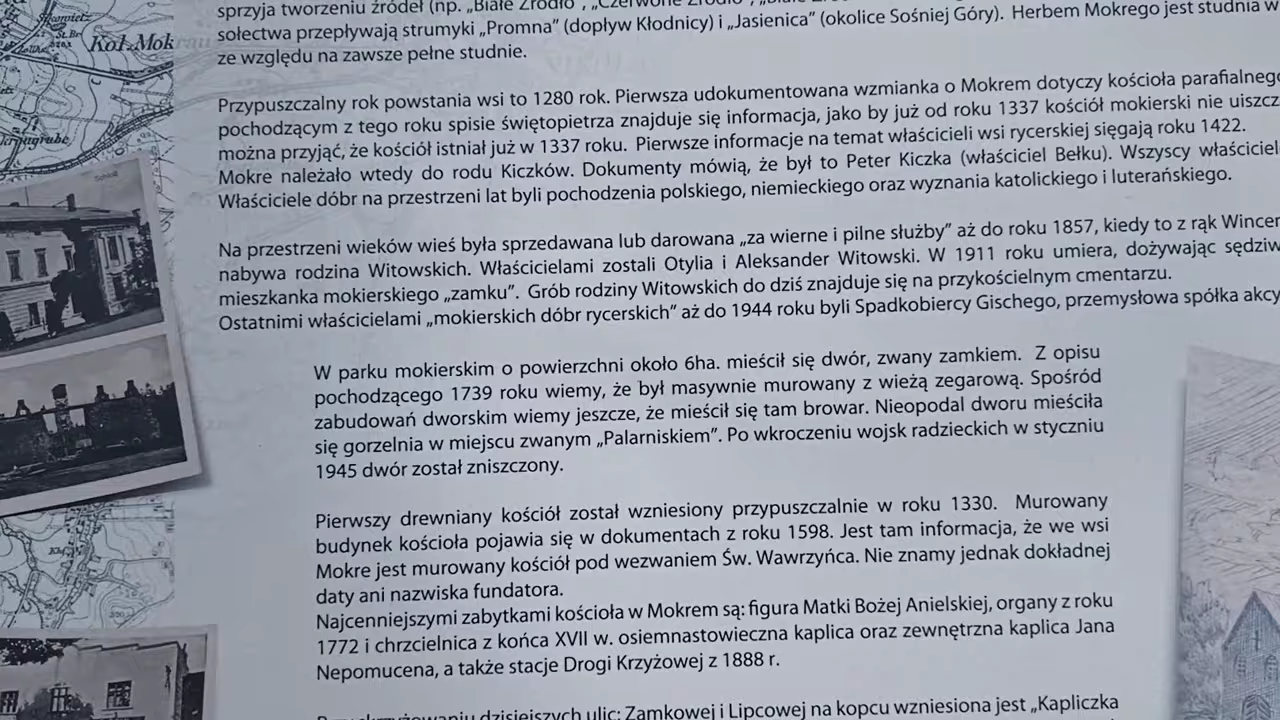 sprzyja tworzeniu źródeł (np. „Białe Źródło”, „Czerwone Źródło”,
sołectwa przepływają strumyki „Promna” (dopływ Kłodnicy) i „Jasienica” (okolice Sośniej Góry). Herbem Mokrego jest studnia w
ze względu na zawsze pełne studnie.
Przypuszczalny rok powstania wsi to 1280 rok. Pierwsza udokumentowana wzmianka o Mokrem dotyczy kościoła parafialnego
pochodzącym z tego roku spisie świętopietrza znajduje się informacja, jako by już od roku 1337 kościół mokierski nie uiszcz
można przyjąć, że kościół istniał już w 1337 roku. Pierwsze informacje na temat właścicieli wsi rycerskiej sięgają roku 1422.
Mokre należało wtedy do rodu Kiczków. Dokumenty mówią, że był to Peter Kiczka (właściciel Bełku). Wszyscy właściciel
Właściciele dóbr na przestrzeni lat byli pochodzenia polskiego, niemieckiego oraz wyznania katolickiego i luterańskiego.
Na przestrzeni wieków wieś była sprzedawana lub darowana „za wierne i pilne służby” aż do roku 1857, kiedy to z rąk Wincen
nabywa rodzina Witowskich. Właścicielami zostali Otylia i Aleksander Witowski. W 1911 roku umiera, dożywając sędziw
mieszkanka mokierskiego „zamku”. Grób rodziny Witowskich do dziś znajduje się na przykościelnym cmentarzu.
Ostatnimi właścicielami „mokierskich dóbr rycerskich” aż do 1944 roku byli Spadkobiercy Gischego, przemysłowa spółka akcy
W parku mokierskim o powierzchni około 6ha. mieścił się dwór, zwany zamkiem. Z opisu
pochodzącego 1739 roku wiemy, że był masywnie murowany z wieżą zegarową. Spośród
zabudowań dworskim wiemy jeszcze, że mieścił się tam browar. Nieopodal dworu mieściła
się gorzelnia w miejscu zwanym „Palarniskiem”. Po wkroczeniu wojsk radzieckich w styczniu
1945 dwór został zniszczony.
Pierwszy drewniany kościół został wzniesiony przypuszczalnie w roku 1330. Murowany
budynek kościoła pojawia się w dokumentach z roku 1598. Jest tam informacja, że we wsi
Mokre jest murowany kościół pod wezwaniem Św. Wawrzyńca. Nie znamy jednak dokładnej
daty ani nazwiska fundatora.
Najcenniejszymi zabytkami kościoła w Mokrem są: figura Matki Bożej Anielskiej, organy z roku
1772 i chrzcielnica z końca XVII w. osiemnastowieczna kaplica oraz zewnętrzna kaplica Jana
Nepomucena, a także stacje Drogi Krzyżowej z 1888 r.
dzisiejszych ulic: Zamkowej i Lipcowej na kopcu wzniesiona jest „Kapliczka
Kol. Mokrau